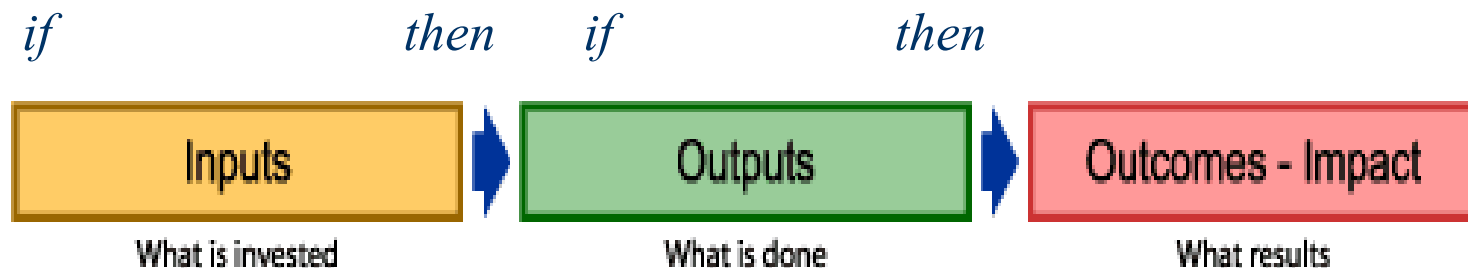 if then if then
Inputs Outputs Outcomes - Impact
What is invested What is done What results